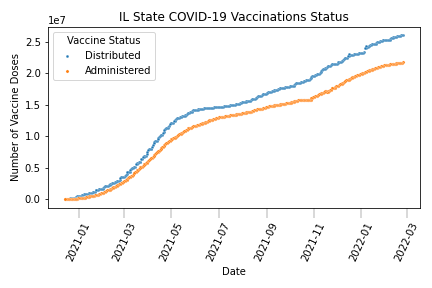 IL State COVID-19 Vaccinations Status
1e7
Vaccine Status
Distributed
Administered
Number of Vaccine Doses
2.5
2.0
1.5
1.0
0.5
0.0
2021-01
2021-03
2021-05
2021-07
2021-09
2021-11
2022-01
2022-03
Date